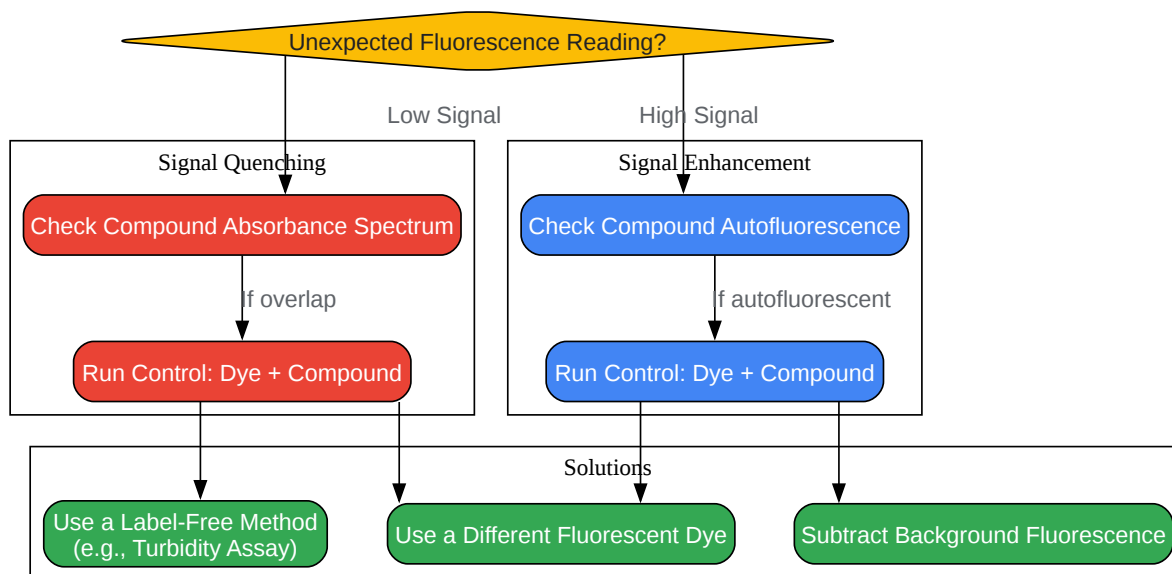 Unexpected Fluorescence Reading?
Low Signal
High Signal
Signal Quenching
Signal Enhancement
Check Compound Absorbance Spectrum
Check Compound Autofluorescence
If overlap
If autofluorescent
Run Control: Dye + Compound
Run Control: Dye + Compound
Solutions
Use a Label-Free Method
(e.g., Turbidity Assay)
Use a Different Fluorescent Dye
Subtract Background Fluorescence